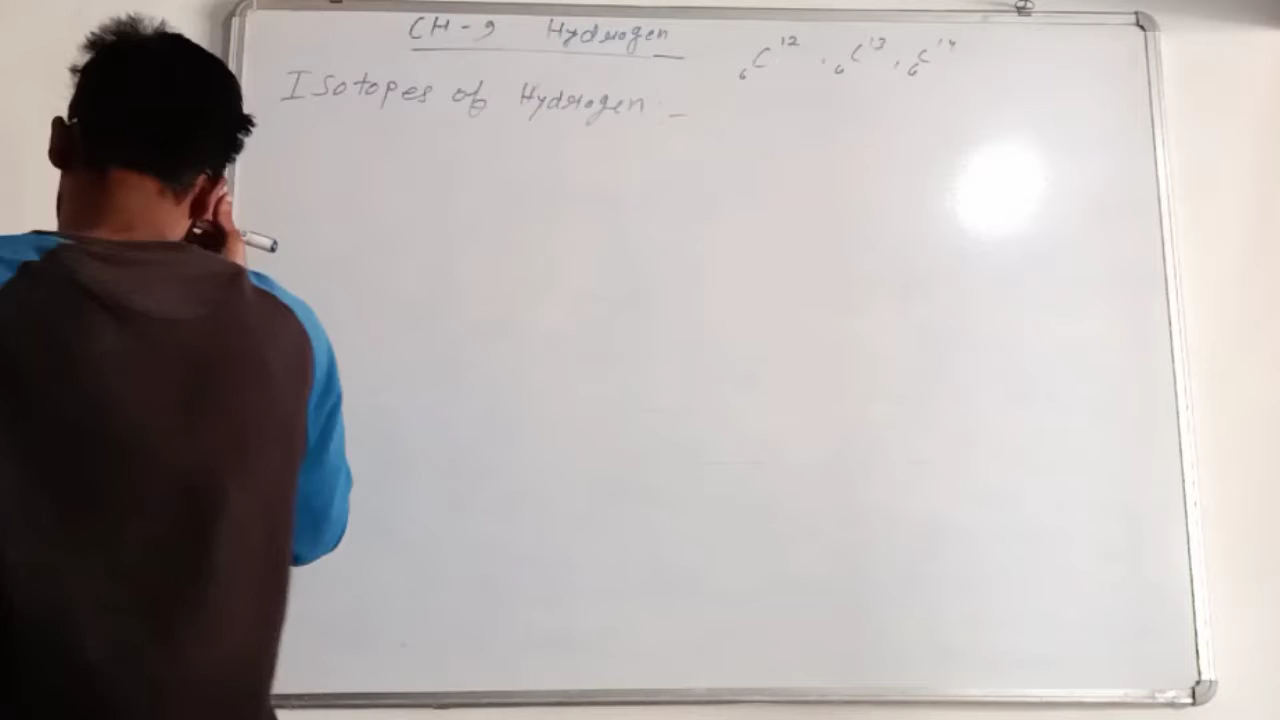 CH-9 Hydrogen
₆C¹², ₆C¹³, ₆C¹⁴
Isotopes of Hydrogen :-